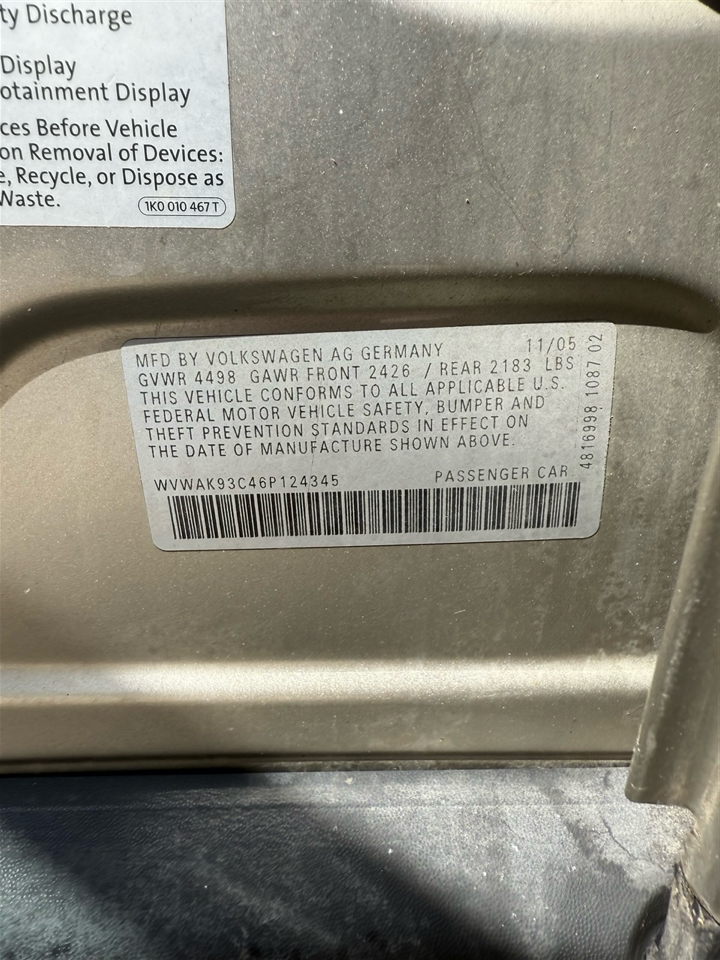 ty Discharge
Display
otainment Display
ces Before Vehicle
on Removal of Devices:
e, Recycle, or Dispose as
Waste.
1K0 010 467 T
MFD BY VOLKSWAGEN AG GERMANY 11/05
GVWR 4498 GAWR FRONT 2426 / REAR 2183 LBS
THIS VEHICLE CONFORMS TO ALL APPLICABLE U.S.
FEDERAL MOTOR VEHICLE SAFETY, BUMPER AND
THEFT PREVENTION STANDARDS IN EFFECT ON
THE DATE OF MANUFACTURE SHOWN ABOVE.
WVWAK93C46P124345 PASSENGER CAR
4816998 1087 02